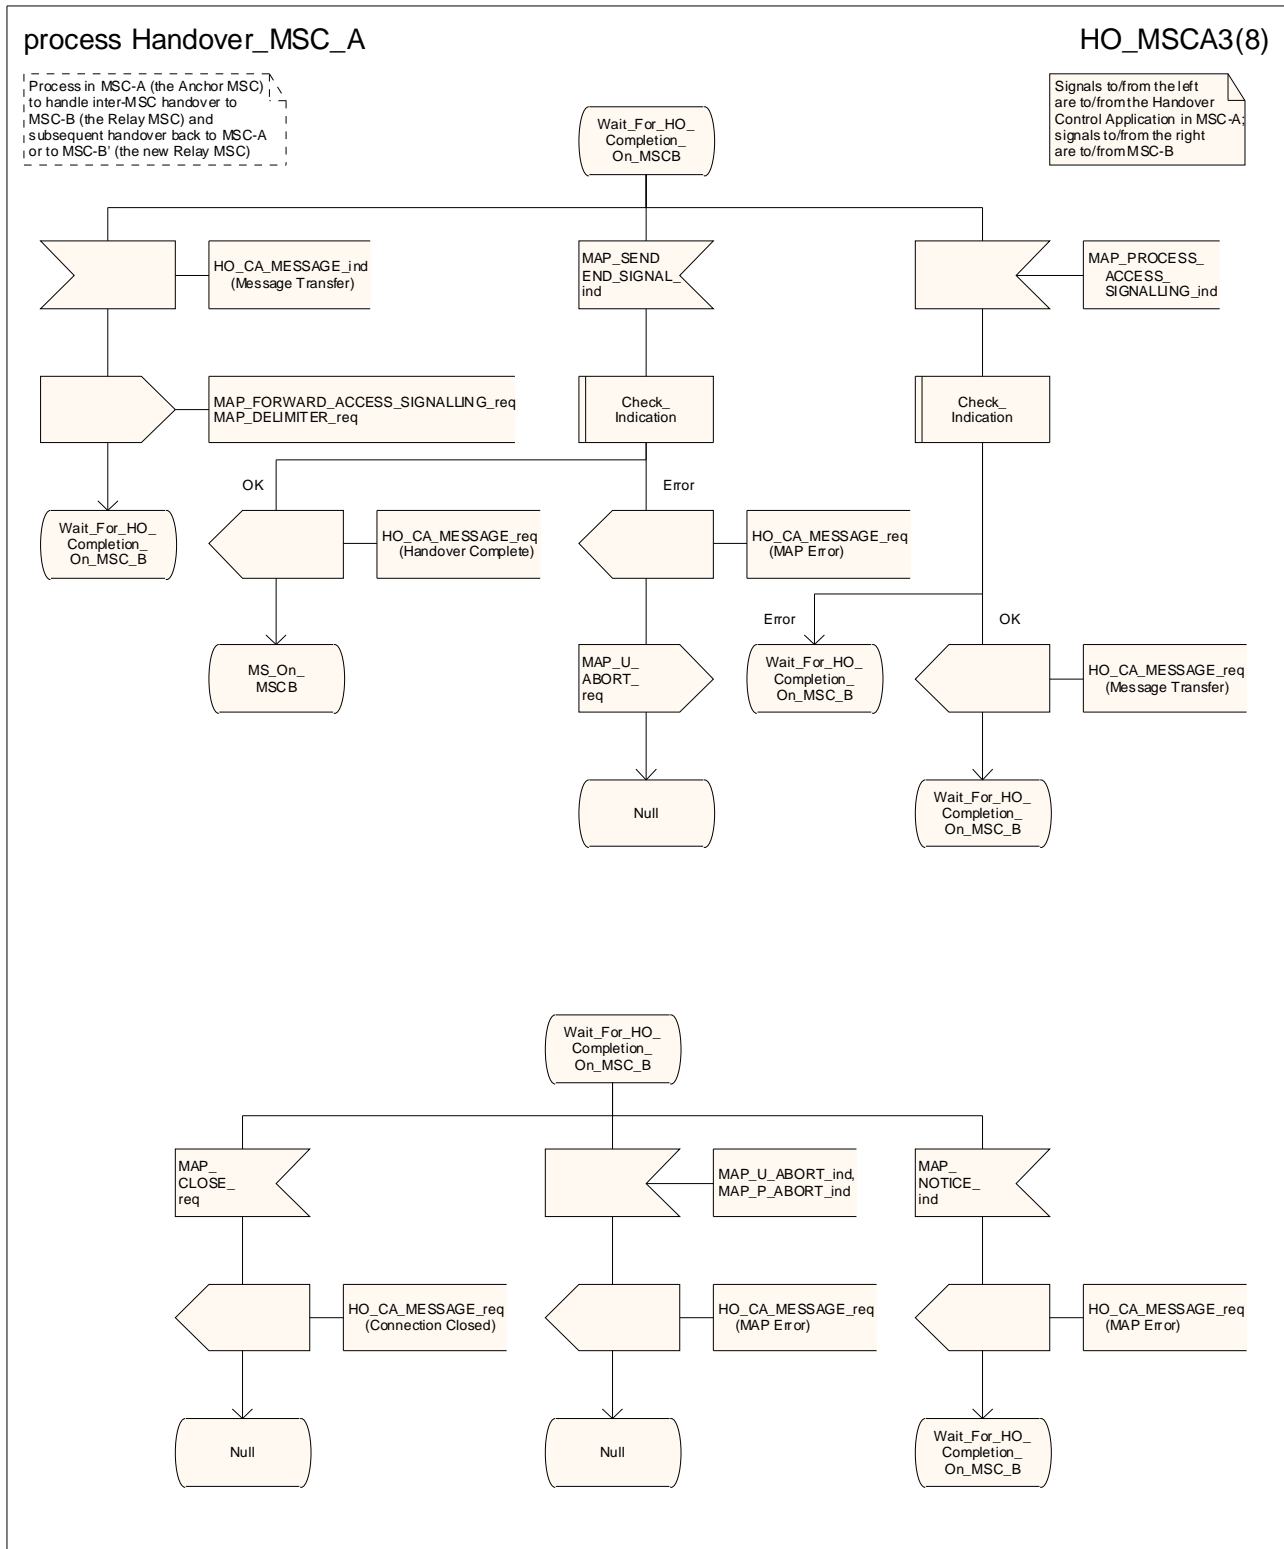 process Handover_MSC_A
HO_MSCA3(8)
Process in MSC-A (the Anchor MSC)
to handle inter-MSC handover to
MSC-B (the Relay MSC) and
subsequent handover back to MSC-A
or to MSC-B' (the new Relay MSC)
Signals to/from the left
are to/from the Handover
Control Application in MSC-A;
signals to/from the right
are to/from MSC-B
Wait_For_HO_
Completion_
On_MSCB
HO_CA_MESSAGE_ind
(Message Transfer)
MAP_SEND
END_SIGNAL_
ind
MAP_PROCESS_
ACCESS_
SIGNALLING_ind
MAP_FORWARD_ACCESS_SIGNALLING_req
MAP_DELIMITER_req
Check_
Indication
Check_
Indication
OK
Error
Wait_For_HO_
Completion_
On_MSC_B
HO_CA_MESSAGE_req
(Handover Complete)
HO_CA_MESSAGE_req
(MAP Error)
Error
OK
MS_On_
MSCB
MAP_U_
ABORT_
req
Wait_For_HO_
Completion_
On_MSC_B
HO_CA_MESSAGE_req
(Message Transfer)
Null
Wait_For_HO_
Completion_
On_MSC_B
Wait_For_HO_
Completion_
On_MSC_B
MAP_
CLOSE_
req
MAP_U_ABORT_ind,
MAP_P_ABORT_ind
MAP_
NOTICE_
ind
HO_CA_MESSAGE_req
(Connection Closed)
HO_CA_MESSAGE_req
(MAP Error)
HO_CA_MESSAGE_req
(MAP Error)
Null
Null
Wait_For_HO_
Completion_
On_MSC_B